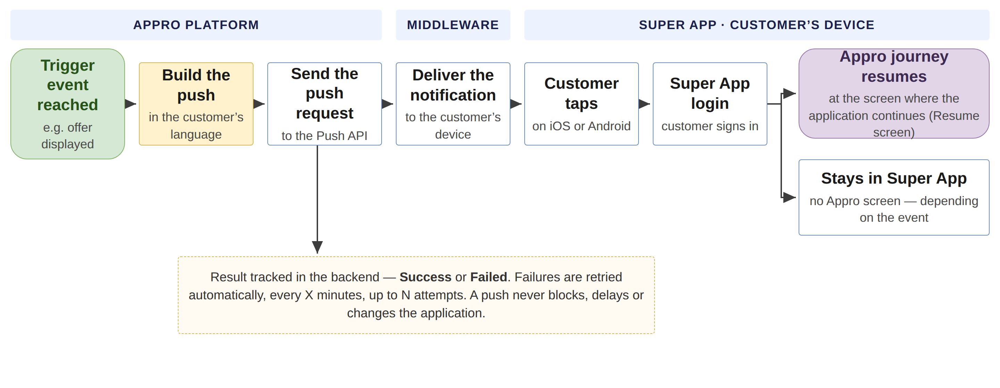 APPRO PLATFORM
MIDDLEWARE
SUPER APP · CUSTOMER’S DEVICE
Trigger
event
reached
e.g. offer
displayed
Build the
push
in the customer’s
language
Send the
push
request
to the Push API
Deliver the
notification
to the customer’s
device
Customer
taps
on iOS or Android
Super App
login
customer signs in
Appro journey
resumes
at the screen where the
application continues (Resume
screen)
Stays in Super App
no Appro screen — depending
on the event
Result tracked in the backend — Success or Failed. Failures are retried
automatically, every X minutes, up to N attempts. A push never blocks, delays or
changes the application.